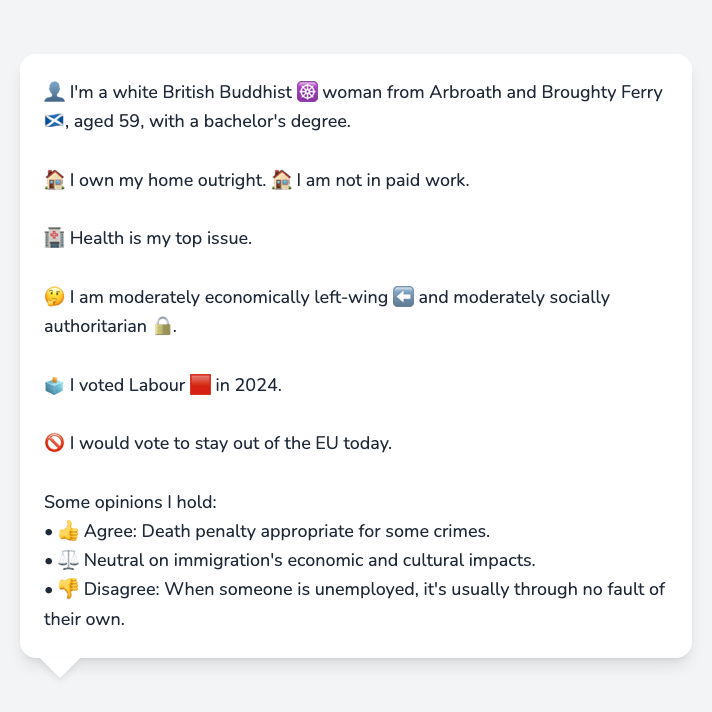 👤 I'm a white British Buddhist ☸️ woman from Arbroath and Broughty Ferry
🏴󠁧󠁢󠁳󠁣󠁴󠁿, aged 59, with a bachelor's degree.
🏠 I own my home outright. 🏠 I am not in paid work.
🏥 Health is my top issue.
🤔 I am moderately economically left-wing ⬅️ and moderately socially
authoritarian 🔒.
🗳️ I voted Labour 🟥 in 2024.
🚫 I would vote to stay out of the EU today.
Some opinions I hold:
• 👍 Agree: Death penalty appropriate for some crimes.
• ⚖️ Neutral on immigration's economic and cultural impacts.
• 👎 Disagree: When someone is unemployed, it's usually through no fault of
their own.